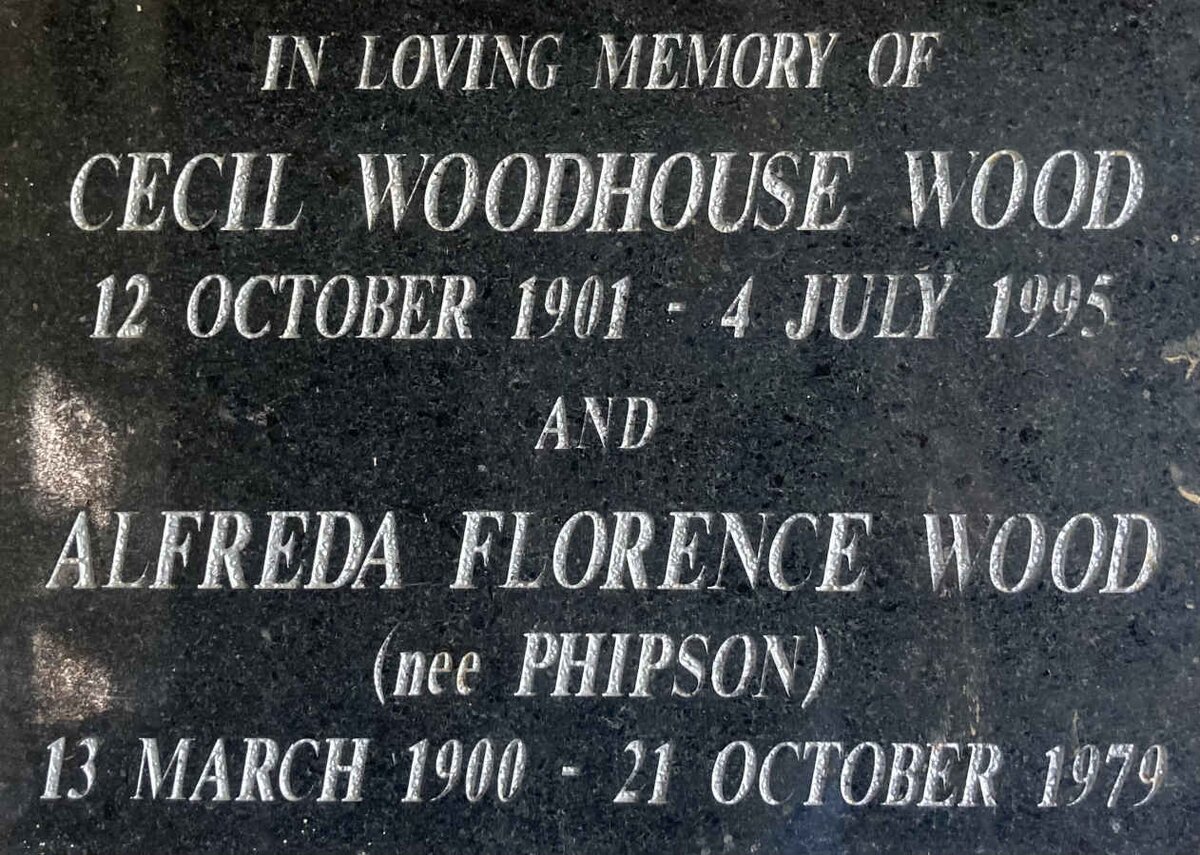 IN LOVING MEMORY OF
CECIL WOODHOUSE WOOD
12 OCTOBER 1901 - 4 JULY 1995
AND
ALFREDA FLORENCE WOOD
(nee PHIPSON)
13 MARCH 1900 - 21 OCTOBER 1979